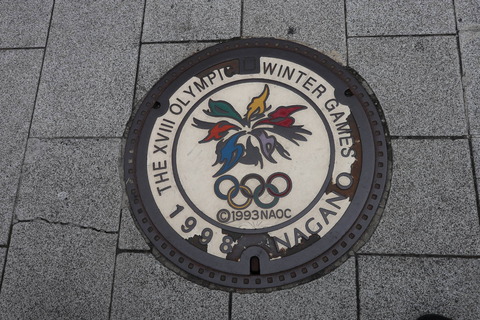 THE XVIII OLYMPIC WINTER GAMES
©1993NAOC
1998 NAGANO